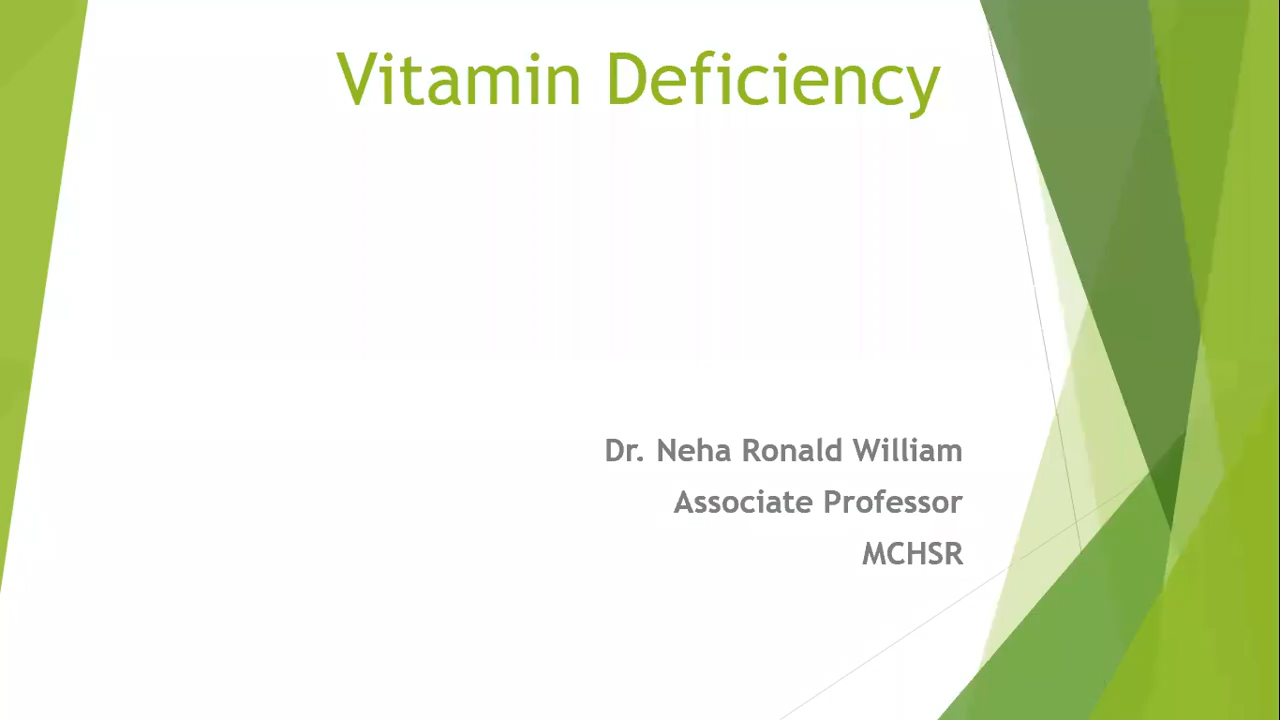 Vitamin Deficiency
Dr. Neha Ronald William
Associate Professor
MCHSR